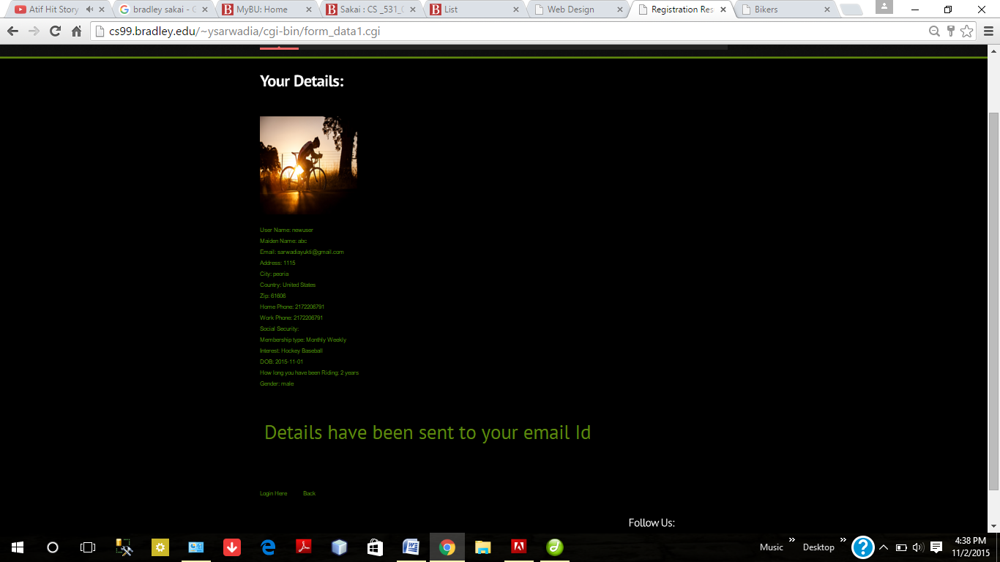 Atif Hit Story
bradley sakai - G
MyBU: Home
Sakai : CS _531_0
List
Web Design
Registration Res
Bikers
cs99.bradley.edu/~ysarwadia/cgi-bin/form_data1.cgi
Your Details:
User Name: newuser
Maiden Name: abc
Email: sarwadiayukti@gmail.com
Address: 1115
City: peoria
Country: United States
Zip: 61606
Home Phone: 2172206791
Work Phone: 2172206791
Social Security:
Membership type: Monthly Weekly
Interest: Hockey Baseball
DOB: 2015-11-01
How long you have been Riding: 2 years
Gender: male
Details have been sent to your email Id
Login Here Back
Follow Us:
Music » Desktop »
4:38 PM
11/2/2015